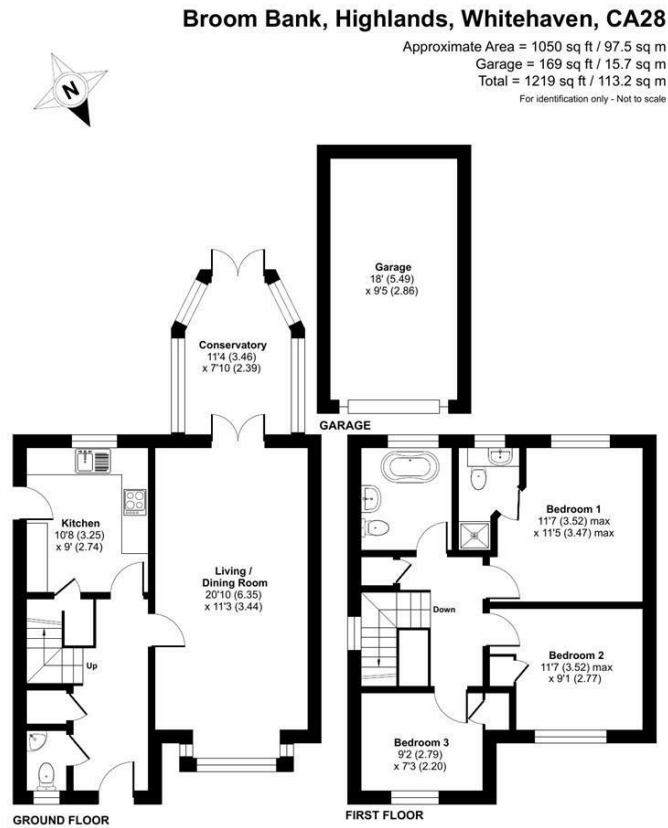 Broom Bank, Highlands, Whitehaven, CA28
Approximate Area = 1050 sq ft / 97.5 sq m
Garage = 169 sq ft / 15.7 sq m
Total = 1219 sq ft / 113.2 sq m
For identification only - Not to scale
N
Garage
18' (5.49)
x 9'5 (2.86)
GARAGE
Conservatory
11'4 (3.46)
x 7'10 (2.39)
Kitchen
10'8 (3.25)
x 9' (2.74)
Living /
Dining Room
20'10 (6.35)
x 11'3 (3.44)
Up
GROUND FLOOR
Bedroom 1
11'7 (3.52) max
x 11'5 (3.47) max
Down
Bedroom 2
11'7 (3.52) max
x 9'1 (2.77)
Bedroom 3
9'2 (2.79)
x 7'3 (2.20)
FIRST FLOOR